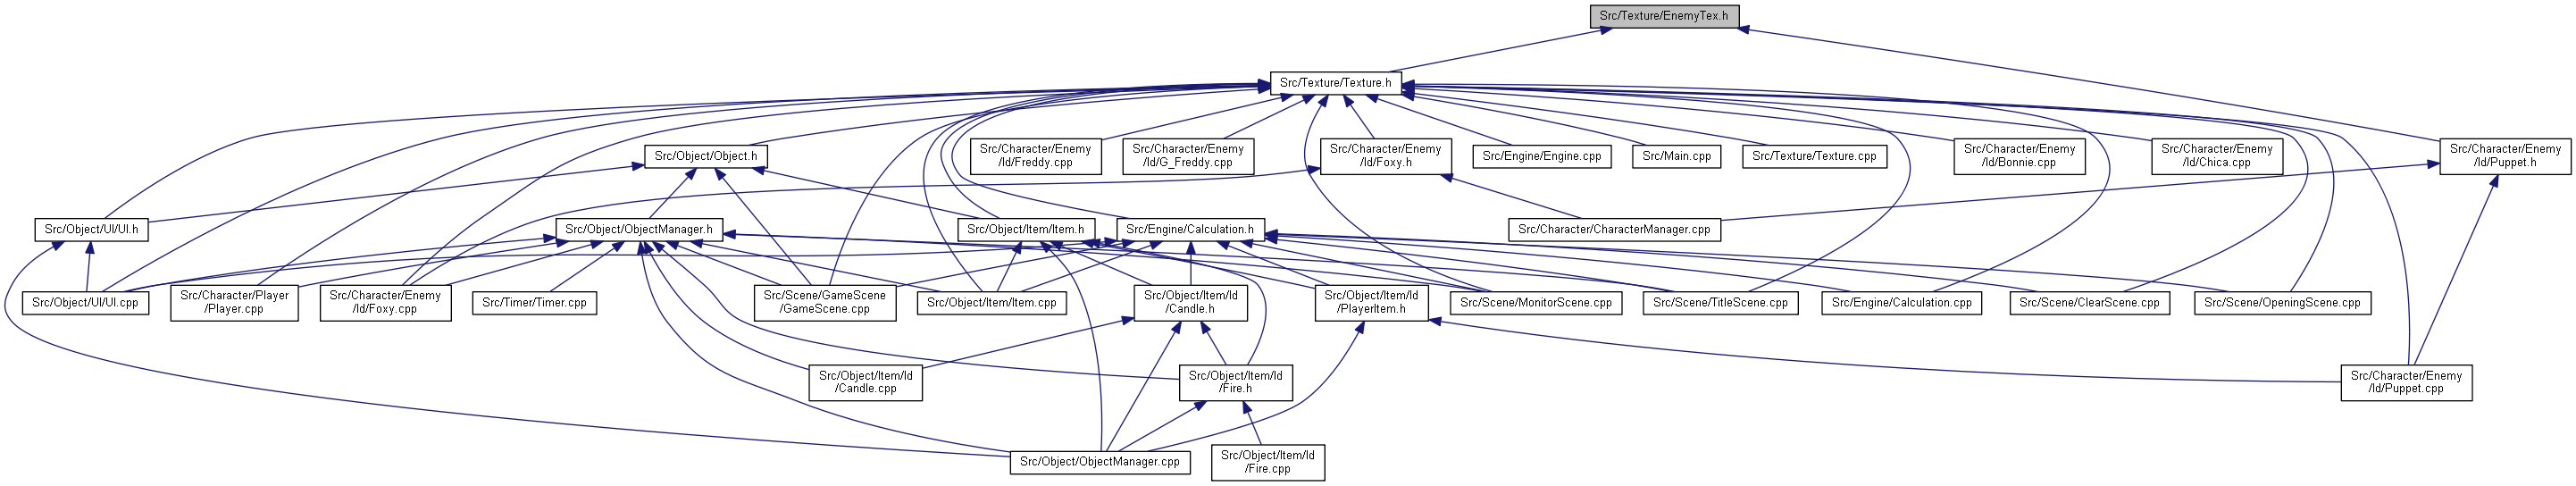 Src/Texture/EnemyTex.h
Src/Texture/Texture.h
Src/Object/Object.h
Src/Character/Enemy
/Id/Freddy.cpp
Src/Character/Enemy
/Id/G_Freddy.cpp
Src/Character/Enemy
/Id/Foxy.h
Src/Engine/Engine.cpp
Src/Main.cpp
Src/Texture/Texture.cpp
Src/Character/Enemy
/Id/Bonnie.cpp
Src/Character/Enemy
/Id/Chica.cpp
Src/Character/Enemy
/Id/Puppet.h
Src/Object/UI/UI.h
Src/Object/ObjectManager.h
Src/Object/Item/Item.h
Src/Engine/Calculation.h
Src/Character/CharacterManager.cpp
Src/Object/UI/UI.cpp
Src/Character/Player
/Player.cpp
Src/Character/Enemy
/Id/Foxy.cpp
Src/Timer/Timer.cpp
Src/Scene/GameScene
/GameScene.cpp
Src/Object/Item/Item.cpp
Src/Object/Item/Id
/Candle.h
Src/Object/Item/Id
/PlayerItem.h
Src/Scene/MonitorScene.cpp
Src/Scene/TitleScene.cpp
Src/Engine/Calculation.cpp
Src/Scene/ClearScene.cpp
Src/Scene/OpeningScene.cpp
Src/Object/Item/Id
/Candle.cpp
Src/Object/Item/Id
/Fire.h
Src/Character/Enemy
/Id/Puppet.cpp
Src/Object/ObjectManager.cpp
Src/Object/Item/Id
/Fire.cpp